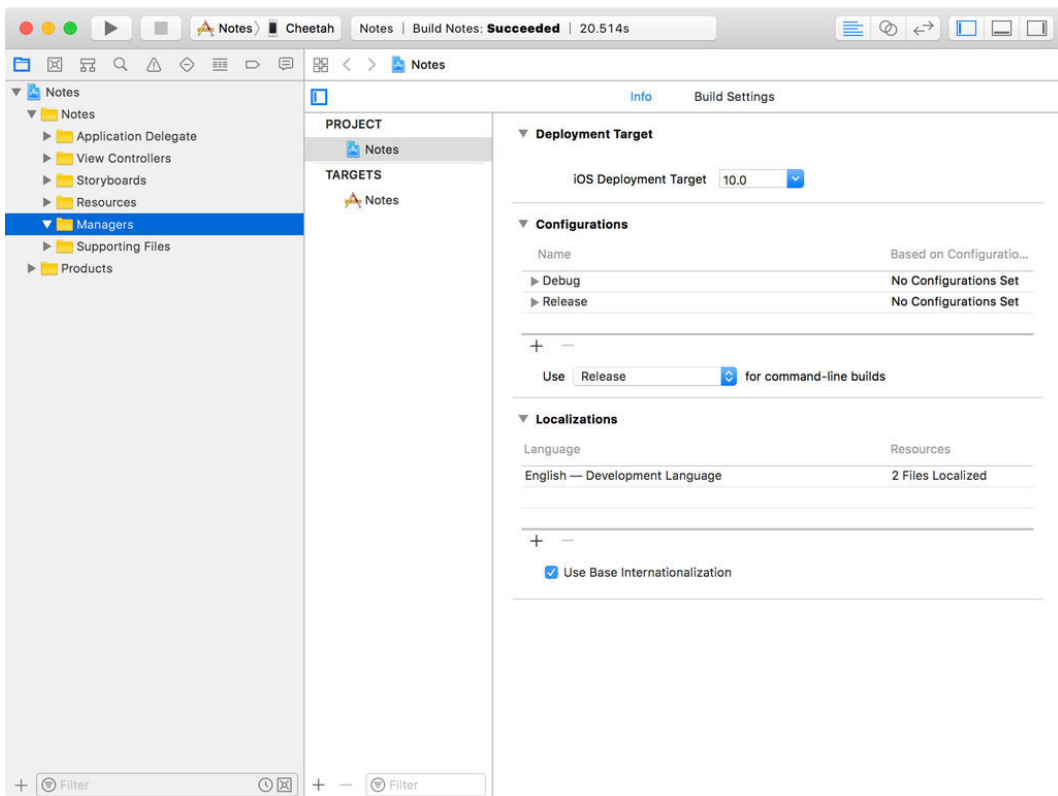 Notes
Cheetah
Notes | Build Notes: Succeeded | 20.514s
Notes
Notes
Notes
Application Delegate
View Controllers
Storyboards
Resources
Managers
Supporting Files
Products
Filter
PROJECT
Notes
TARGETS
Notes
Filter
Info
Build Settings
Deployment Target
iOS Deployment Target 10.0
Configurations
Name Based on Configuratio...
Debug No Configurations Set
Release No Configurations Set
Use Release for command-line builds
Localizations
Language Resources
English — Development Language 2 Files Localized
Use Base Internationalization